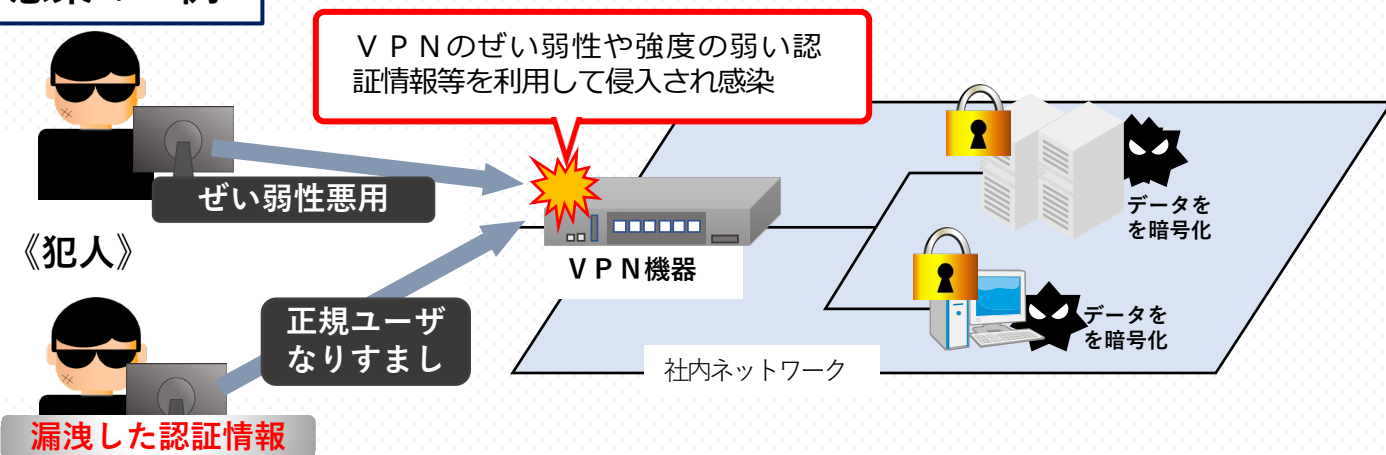 ＶＰＮのぜい弱性や強度の弱い認
証情報等を利用して侵入され感染
ぜい弱性悪用
《犯人》
ＶＰＮ機器
データを
を暗号化
正規ユーザ
なりすまし
データを
を暗号化
社内ネットワーク
漏洩した認証情報